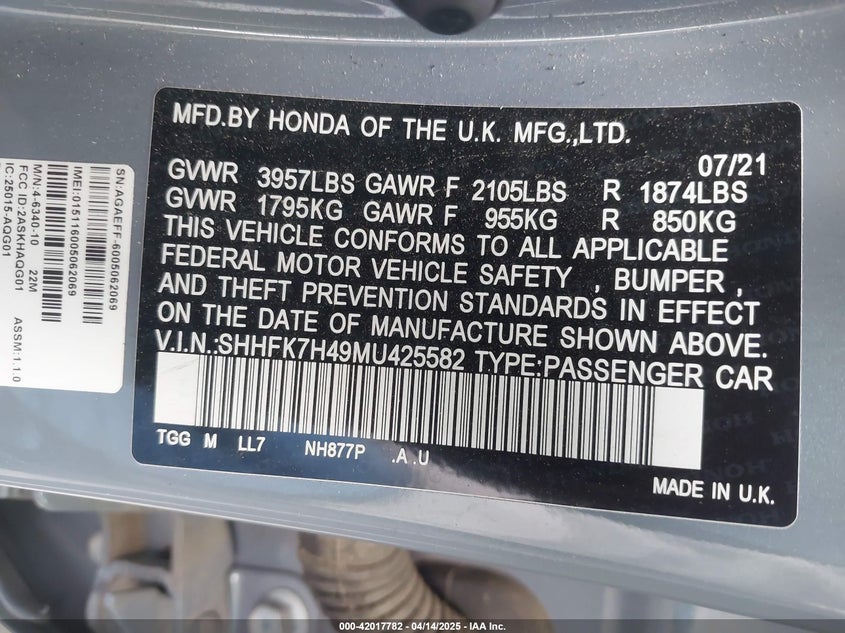 MFD.BY HONDA OF THE U.K. MFG.,LTD.
07/21
GVWR 3957LBS GAWR F 2105LBS R 1874LBS
GVWR 1795KG GAWR F 955KG R 850KG
THIS VEHICLE CONFORMS TO ALL APPLICABLE
FEDERAL MOTOR VEHICLE SAFETY , BUMPER ,
AND THEFT PREVENTION STANDARDS IN EFFECT
ON THE DATE OF MANUFACTURE SHOWN ABOVE.
V.I.N.:SHHFK7H49MU425582 TYPE:PASSENGER CAR
TGG M LL7 NH877P .A .U
MADE IN U.K.
SN:AGAEFF-6005062069
IMEI:015116005062069
M/N:4-6340-10 22M
FCC ID:2ASKHAQG01 ASSM:1.1.0
IC:25015-AQG01
000-42017782 - 04/14/2025 - IAA Inc.